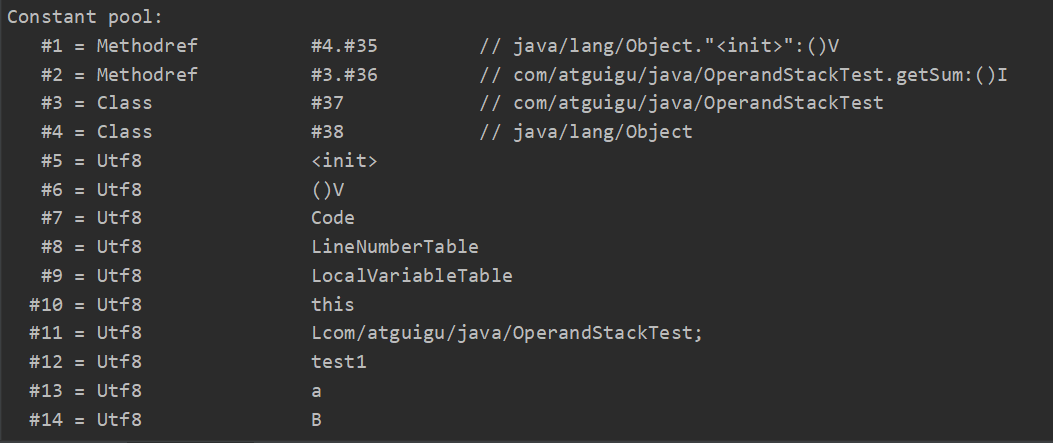 Constant pool:
#1 = Methodref #4.#35 // java/lang/Object."<init>":()V
#2 = Methodref #3.#36 // com/atguigu/java/OperandStackTest.getSum:()I
#3 = Class #37 // com/atguigu/java/OperandStackTest
#4 = Class #38 // java/lang/Object
#5 = Utf8 <init>
#6 = Utf8 ()V
#7 = Utf8 Code
#8 = Utf8 LineNumberTable
#9 = Utf8 LocalVariableTable
#10 = Utf8 this
#11 = Utf8 Lcom/atguigu/java/OperandStackTest;
#12 = Utf8 test1
#13 = Utf8 a
#14 = Utf8 B